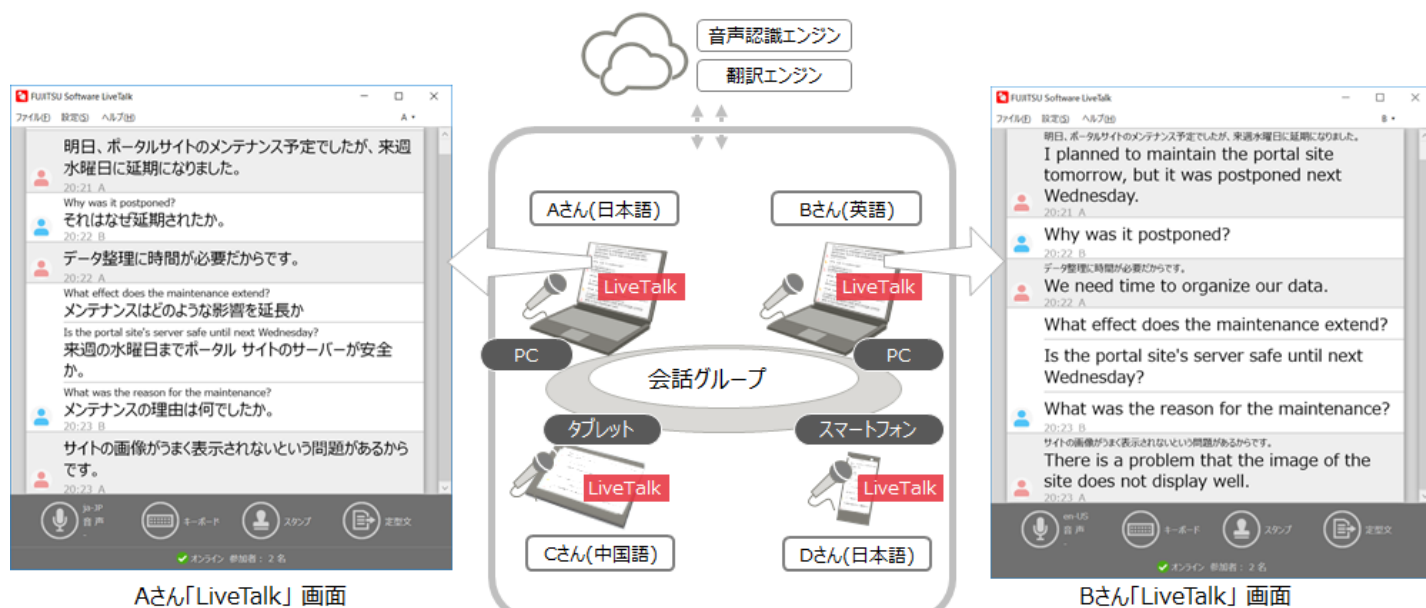 音声認識エンジン
翻訳エンジン
FUJITSU Software LiveTalk
ファイル(F) 設定(S) ヘルプ(H)
A
明日、ポータルサイトのメンテナンス予定でしたが、来週
水曜日に延期になりました。
20:21 A
Why was it postponed?
それはなぜ延期されたか。
20:22 B
データ整理に時間が必要だからです。
20:22 A
What effect does the maintenance extend?
メンテナンスはどのような影響を延長か
Is the portal site's server safe until next Wednesday?
来週の水曜日までポータル サイトのサーバーが安全
か。
What was the reason for the maintenance?
メンテナンスの理由は何でしたか。
20:23 B
サイトの画像がうまく表示されないという問題があるから
です。
20:23 A
ja-JP
音声
キーボード
スタンプ
定型文
オンライン 参加者: 2 名
Aさん「LiveTalk」画面
Aさん(日本語)
Bさん(英語)
LiveTalk
LiveTalk
PC
PC
会話グループ
タブレット
スマートフォン
LiveTalk
LiveTalk
Cさん(中国語)
Dさん(日本語)
FUJITSU Software LiveTalk
ファイル(F) 設定(S) ヘルプ(H)
B
明日、ポータルサイトのメンテナンス予定でしたが、来週水曜日に延期になりました。
I planned to maintain the portal site
tomorrow, but it was postponed next
Wednesday.
20:21 A
Why was it postponed?
20:22 B
データ整理に時間が必要だからです。
We need time to organize our data.
20:22 A
What effect does the maintenance extend?
Is the portal site's server safe until next
Wednesday?
What was the reason for the maintenance?
20:23 B
サイトの画像がうまく表示されないという問題があるからです。
There is a problem that the image of the
site does not display well.
20:23 A
en-US
音声
キーボード
スタンプ
定型文
オンライン 参加者: 2 名
Bさん「LiveTalk」画面